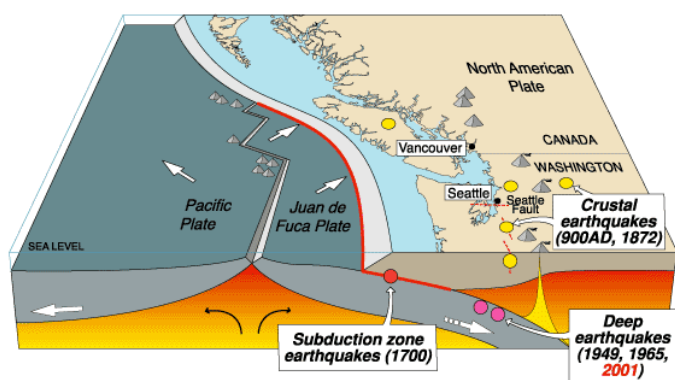 North American
Plate
CANADA
Vancouver
WASHINGTON
Seattle
Seattle
Fault
Crustal
earthquakes
(900AD, 1872)
Pacific
Plate
Juan de
Fuca Plate
SEA LEVEL
Subduction zone
earthquakes (1700)
Deep
earthquakes
(1949, 1965,
2001)